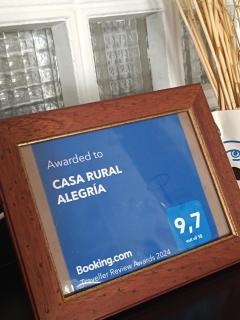 Awarded to
CASA RURAL
ALEGRÍA
9,7
out of 10
Booking.com
Traveller Review Awards 2024